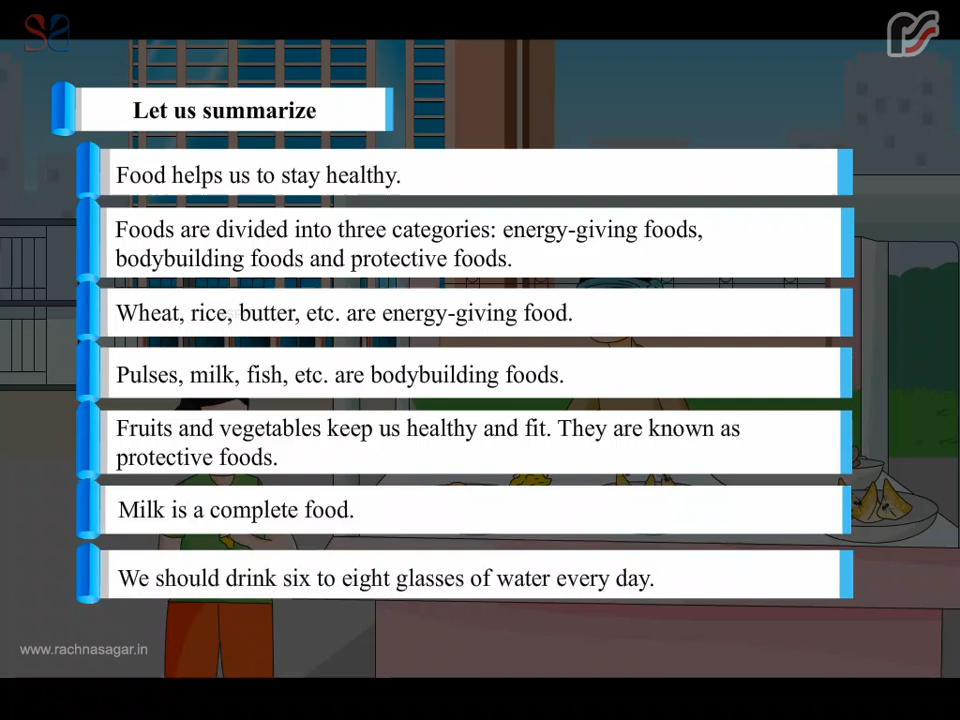 Let us summarize
Food helps us to stay healthy.
Foods are divided into three categories: energy-giving foods,
bodybuilding foods and protective foods.
Wheat, rice, butter, etc. are energy-giving food.
Pulses, milk, fish, etc. are bodybuilding foods.
Fruits and vegetables keep us healthy and fit. They are known as
protective foods.
Milk is a complete food.
We should drink six to eight glasses of water every day.
www.rachnasagar.in